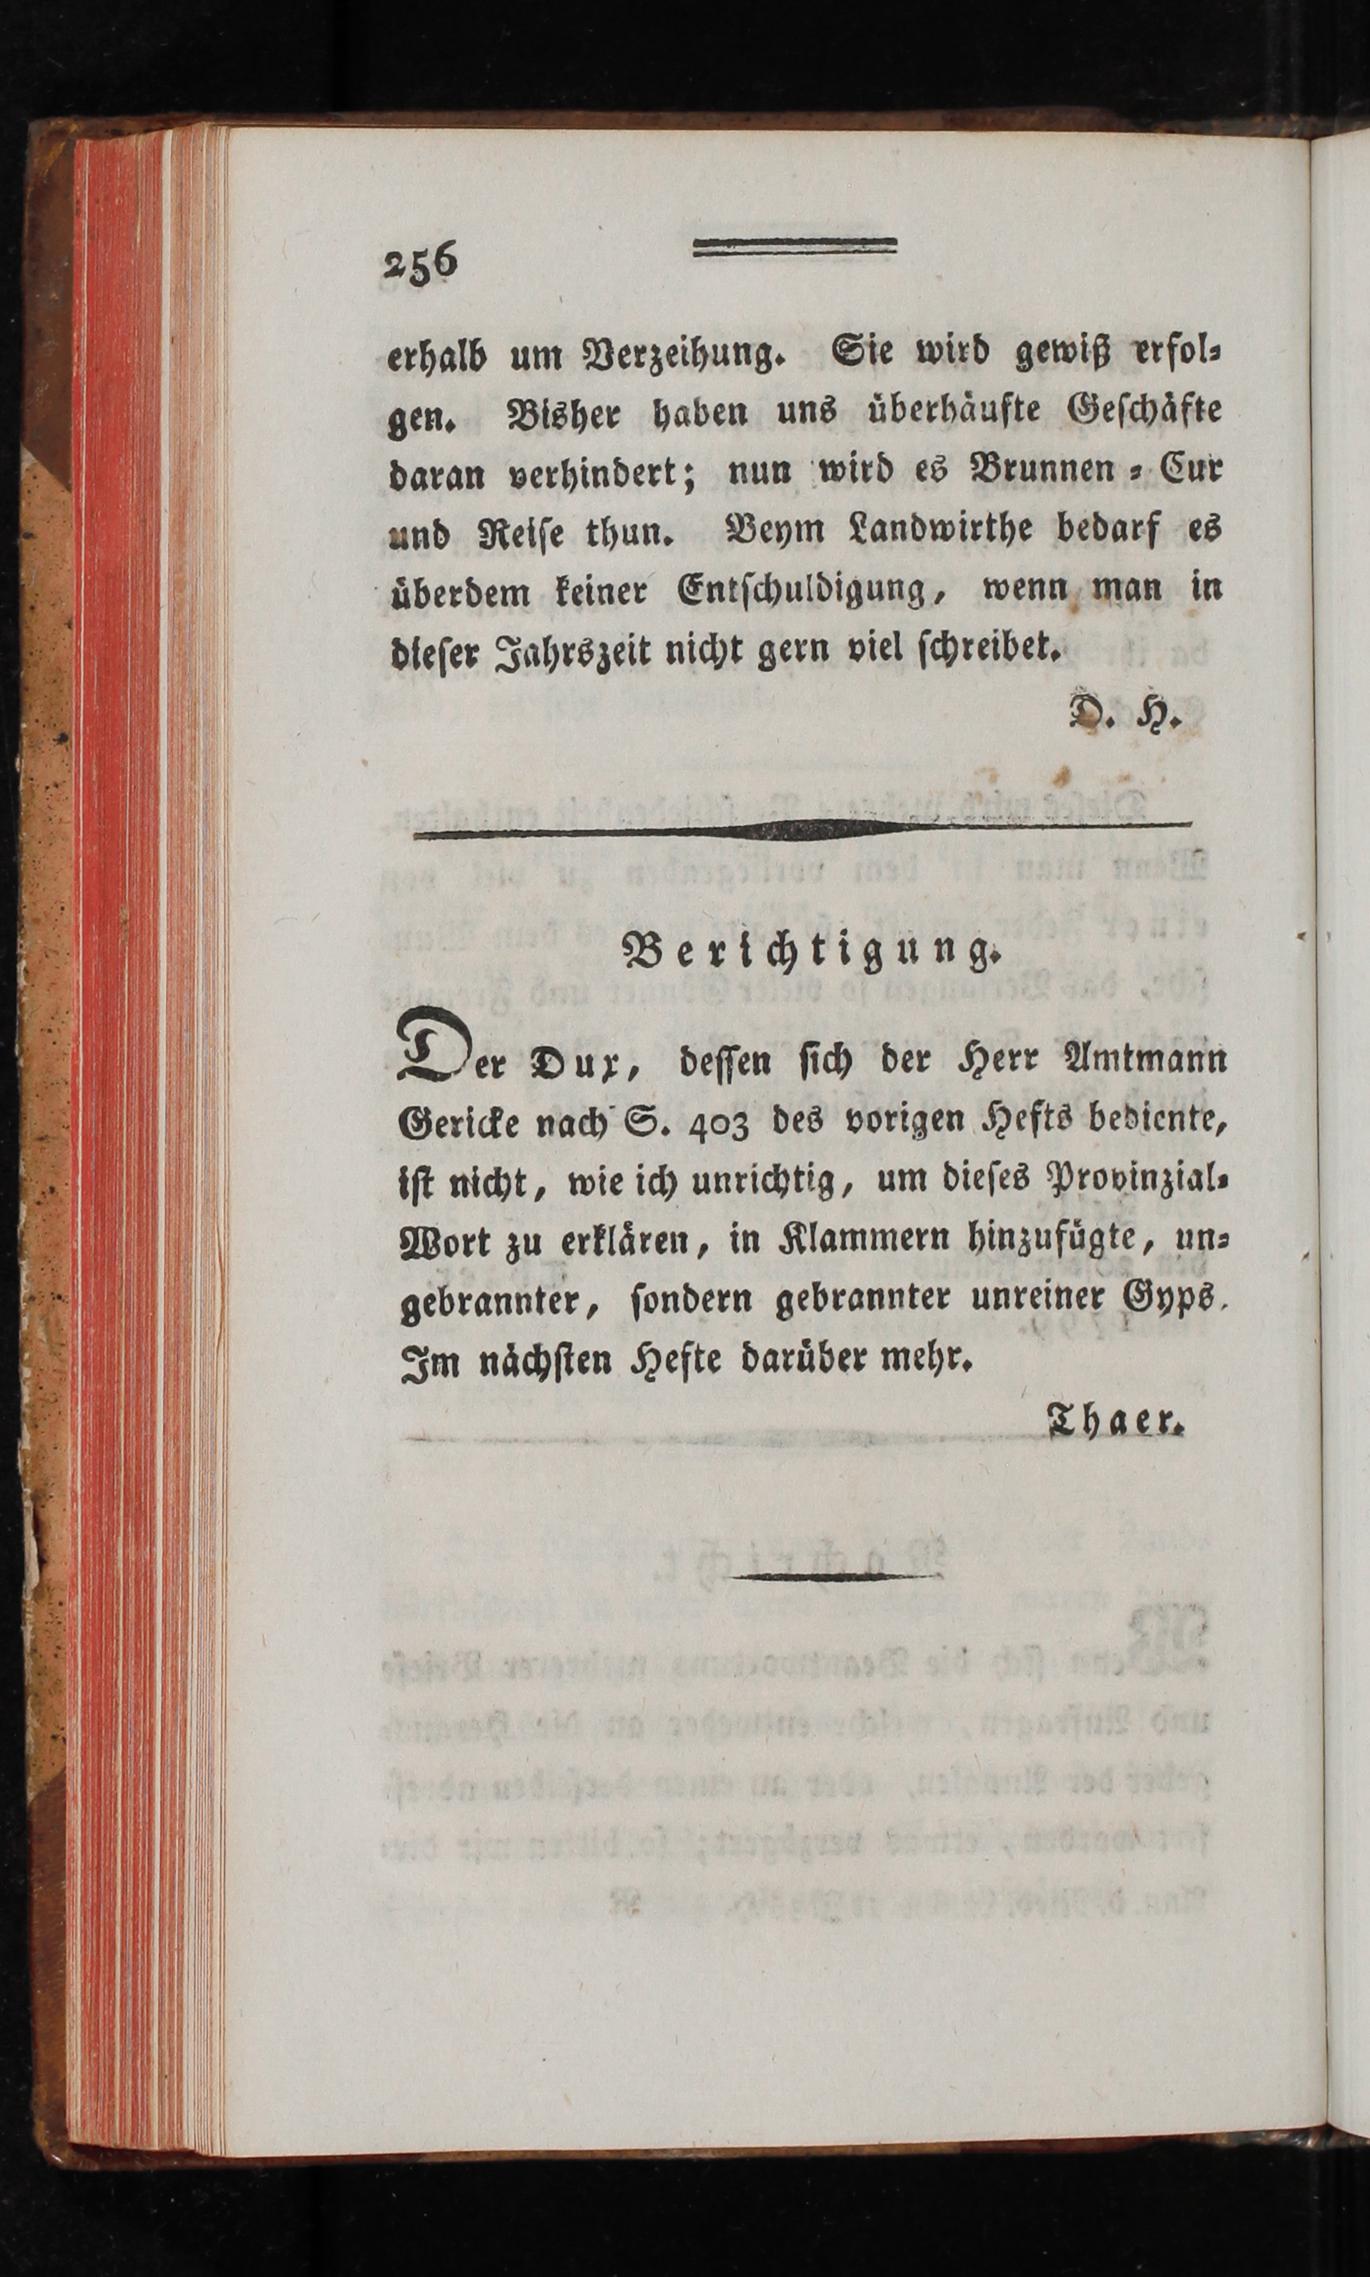 256
erhalb um Verzeihung. Sie wird gewiß erfol⸗
gen. Bisher haben uns überhäufte Geſchäfte
daran verhindert; nun wird es Brunnen⸗Cur
und Reiſe thun. Beym Landwirthe bedarf es
überdem keiner Entſchuldigung, wenn man in
dieſer Jahrszeit nicht gern viel ſchreibet.
D. H.
Berichtigung.
Der Dux, deſſen ſich der Herr Amtmann
Gericke nach S. 403 des vorigen Hefts bediente,
iſt nicht, wie ich unrichtig, um dieſes Provinzial⸗
Wort zu erklären, in Klammern hinzufügte, un⸗
gebrannter, ſondern gebrannter unreiner Gyps.
Im nächſten Hefte darüber mehr.
Thaer.